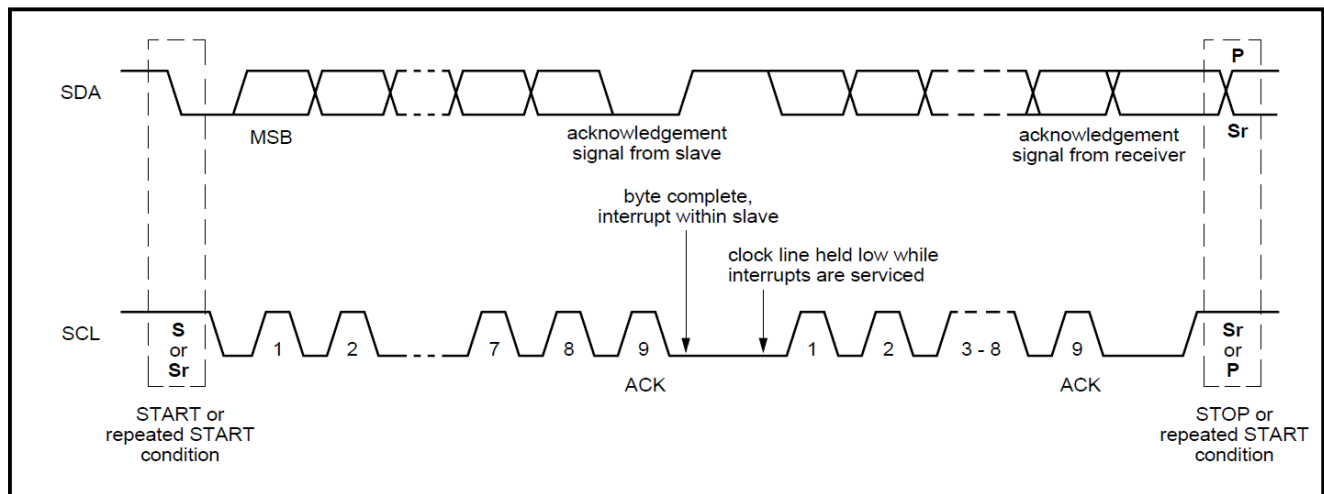 SDA
MSB
acknowledgement
signal from slave
acknowledgement
signal from receiver
P
Sr
byte complete,
interrupt within slave
clock line held low while
interrupts are serviced
SCL
S
or
Sr
1
2
7
8
9
1
2
3 - 8
9
Sr
or
P
ACK
ACK
START or
repeated START
condition
STOP or
repeated START
condition